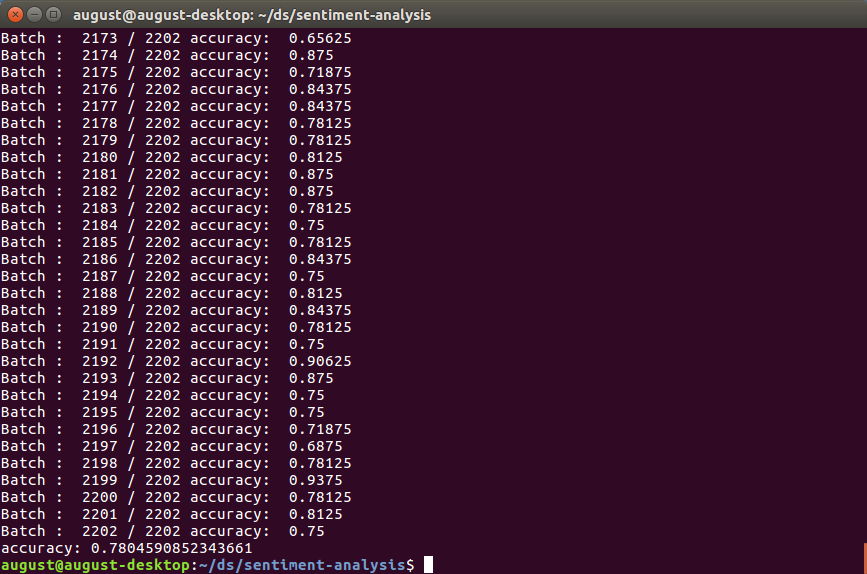 august@august-desktop: ~/ds/sentiment-analysis
Batch :  2173 / 2202 accuracy:  0.65625
Batch :  2174 / 2202 accuracy:  0.875
Batch :  2175 / 2202 accuracy:  0.71875
Batch :  2176 / 2202 accuracy:  0.84375
Batch :  2177 / 2202 accuracy:  0.84375
Batch :  2178 / 2202 accuracy:  0.78125
Batch :  2179 / 2202 accuracy:  0.78125
Batch :  2180 / 2202 accuracy:  0.8125
Batch :  2181 / 2202 accuracy:  0.875
Batch :  2182 / 2202 accuracy:  0.875
Batch :  2183 / 2202 accuracy:  0.78125
Batch :  2184 / 2202 accuracy:  0.75
Batch :  2185 / 2202 accuracy:  0.78125
Batch :  2186 / 2202 accuracy:  0.84375
Batch :  2187 / 2202 accuracy:  0.75
Batch :  2188 / 2202 accuracy:  0.8125
Batch :  2189 / 2202 accuracy:  0.84375
Batch :  2190 / 2202 accuracy:  0.78125
Batch :  2191 / 2202 accuracy:  0.75
Batch :  2192 / 2202 accuracy:  0.90625
Batch :  2193 / 2202 accuracy:  0.875
Batch :  2194 / 2202 accuracy:  0.75
Batch :  2195 / 2202 accuracy:  0.75
Batch :  2196 / 2202 accuracy:  0.71875
Batch :  2197 / 2202 accuracy:  0.6875
Batch :  2198 / 2202 accuracy:  0.78125
Batch :  2199 / 2202 accuracy:  0.9375
Batch :  2200 / 2202 accuracy:  0.78125
Batch :  2201 / 2202 accuracy:  0.8125
Batch :  2202 / 2202 accuracy:  0.75
accuracy: 0.7804590852343661
august@august-desktop:~/ds/sentiment-analysis$